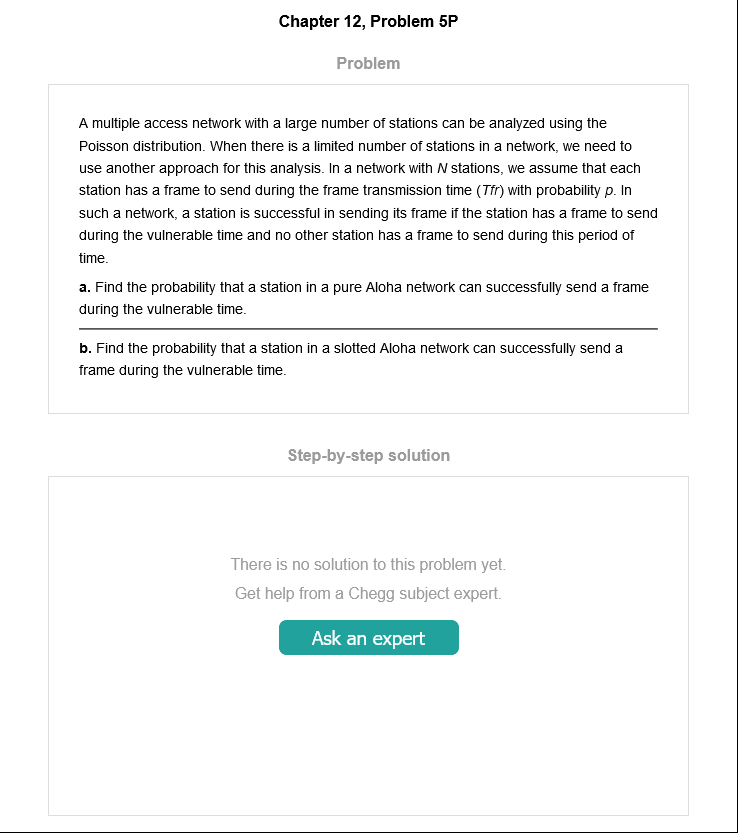 Chapter 12, Problem 5P
Problem
A multiple access network with a large number of stations can be analyzed using the
Poisson distribution. When there is a limited number of stations in a network, we need to
use another approach for this analysis. In a network with N stations, we assume that each
station has a frame to send during the frame transmission time (Tfr) with probability p. In
such a network, a station is successful in sending its frame if the station has a frame to send
during the vulnerable time and no other station has a frame to send during this period of
time.
a. Find the probability that a station in a pure Aloha network can successfully send a frame
during the vulnerable time.
b. Find the probability that a station in a slotted Aloha network can successfully send a
frame during the vulnerable time.
Step-by-step solution
There is no solution to this problem yet.
Get help from a Chegg subject expert.
Ask an expert